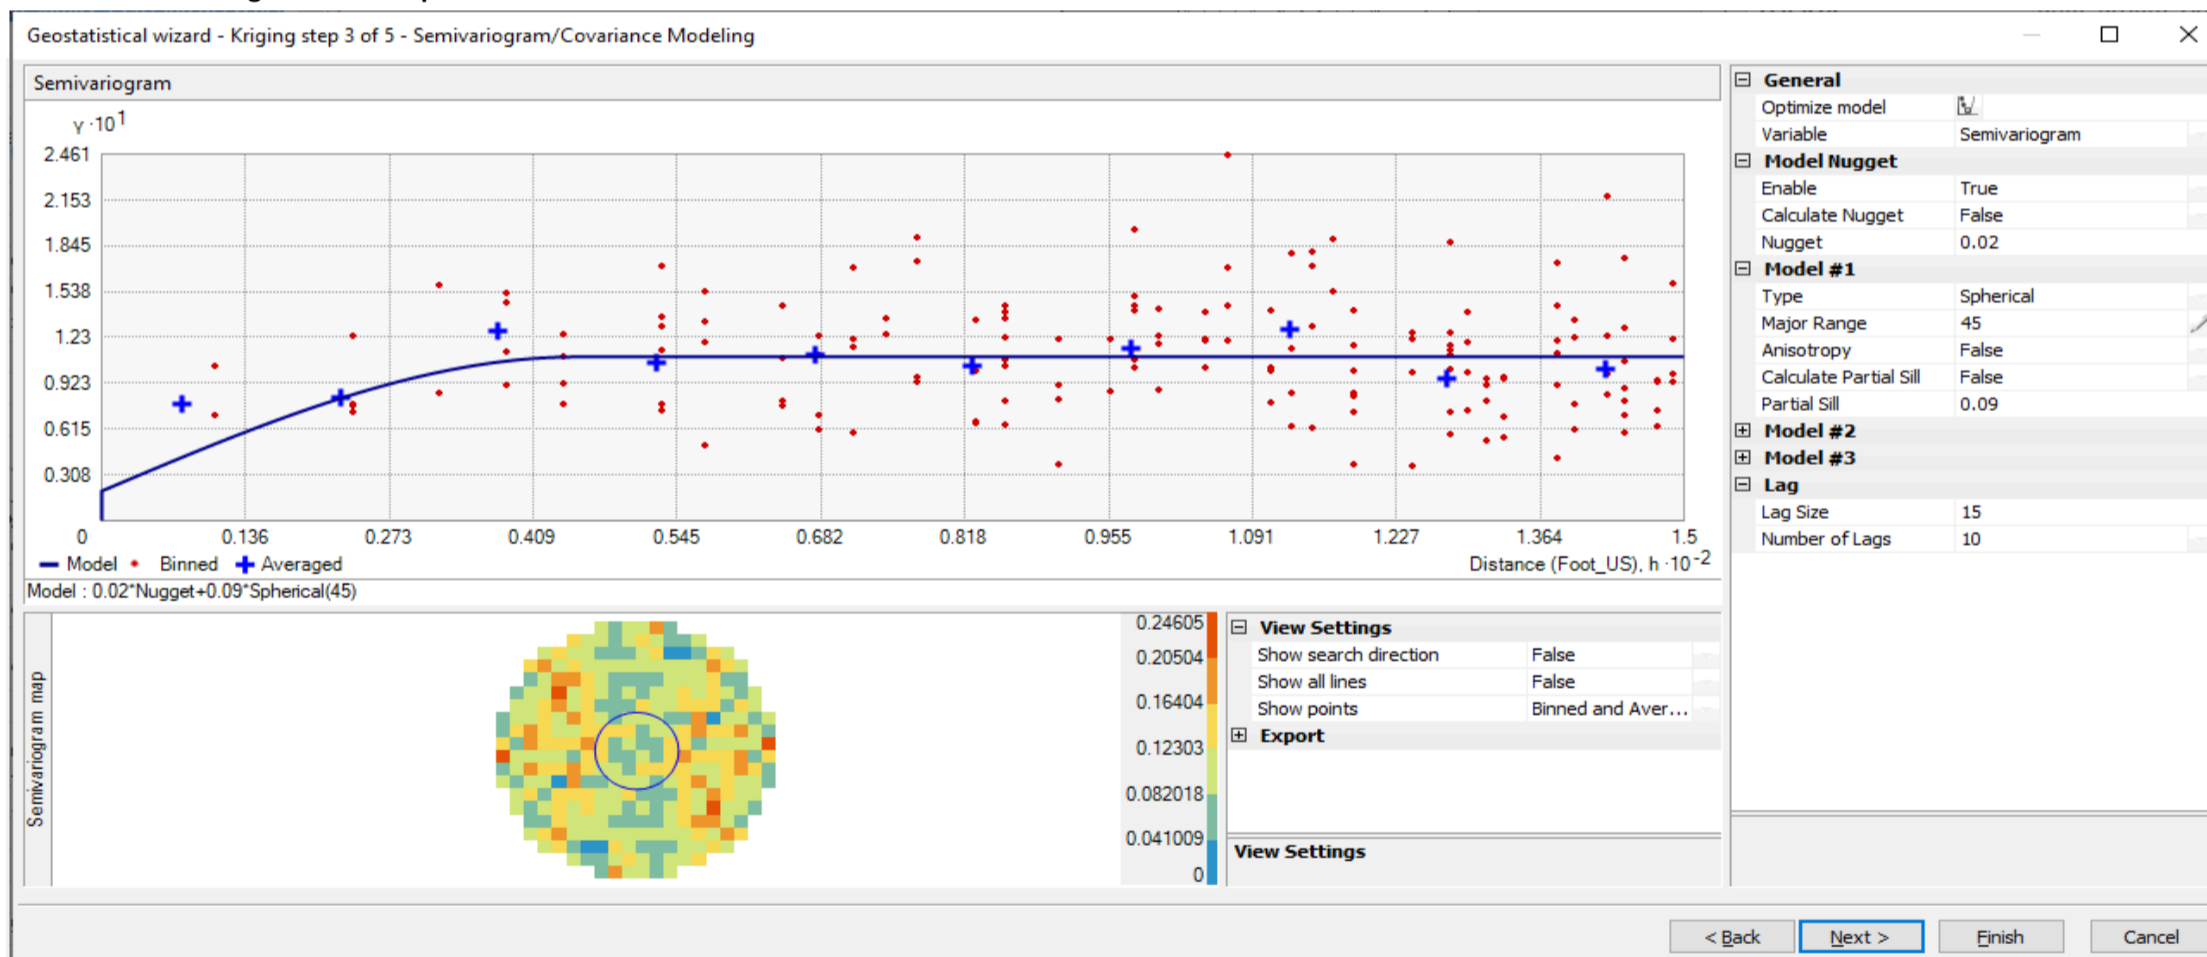 Geostatistical wizard - Kriging step 3 of 5 - Semivariogram/Covariance Modeling
Semivariogram
γ ·10 1
2.461
2.153
1.845
1.538
1.23
0.923
0.615
0.308
0 0.136 0.273 0.409 0.545 0.682 0.818 0.955 1.091 1.227 1.364 1.5
Model Binned Averaged
Distance (Foot_US), h ·10 -2
Model : 0.02*Nugget+0.09*Spherical(45)
Semivariogram map
0.24605
0.20504
0.16404
0.12303
0.082018
0.041009
0
View Settings
Show search direction False
Show all lines False
Show points Binned and Aver...
Export
View Settings
General
Optimize model
Variable Semivariogram
Model Nugget
Enable True
Calculate Nugget False
Nugget 0.02
Model #1
Type Spherical
Major Range 45
Anisotropy False
Calculate Partial Sill False
Partial Sill 0.09
Model #2
Model #3
Lag
Lag Size 15
Number of Lags 10
< Back Next > Finish Cancel